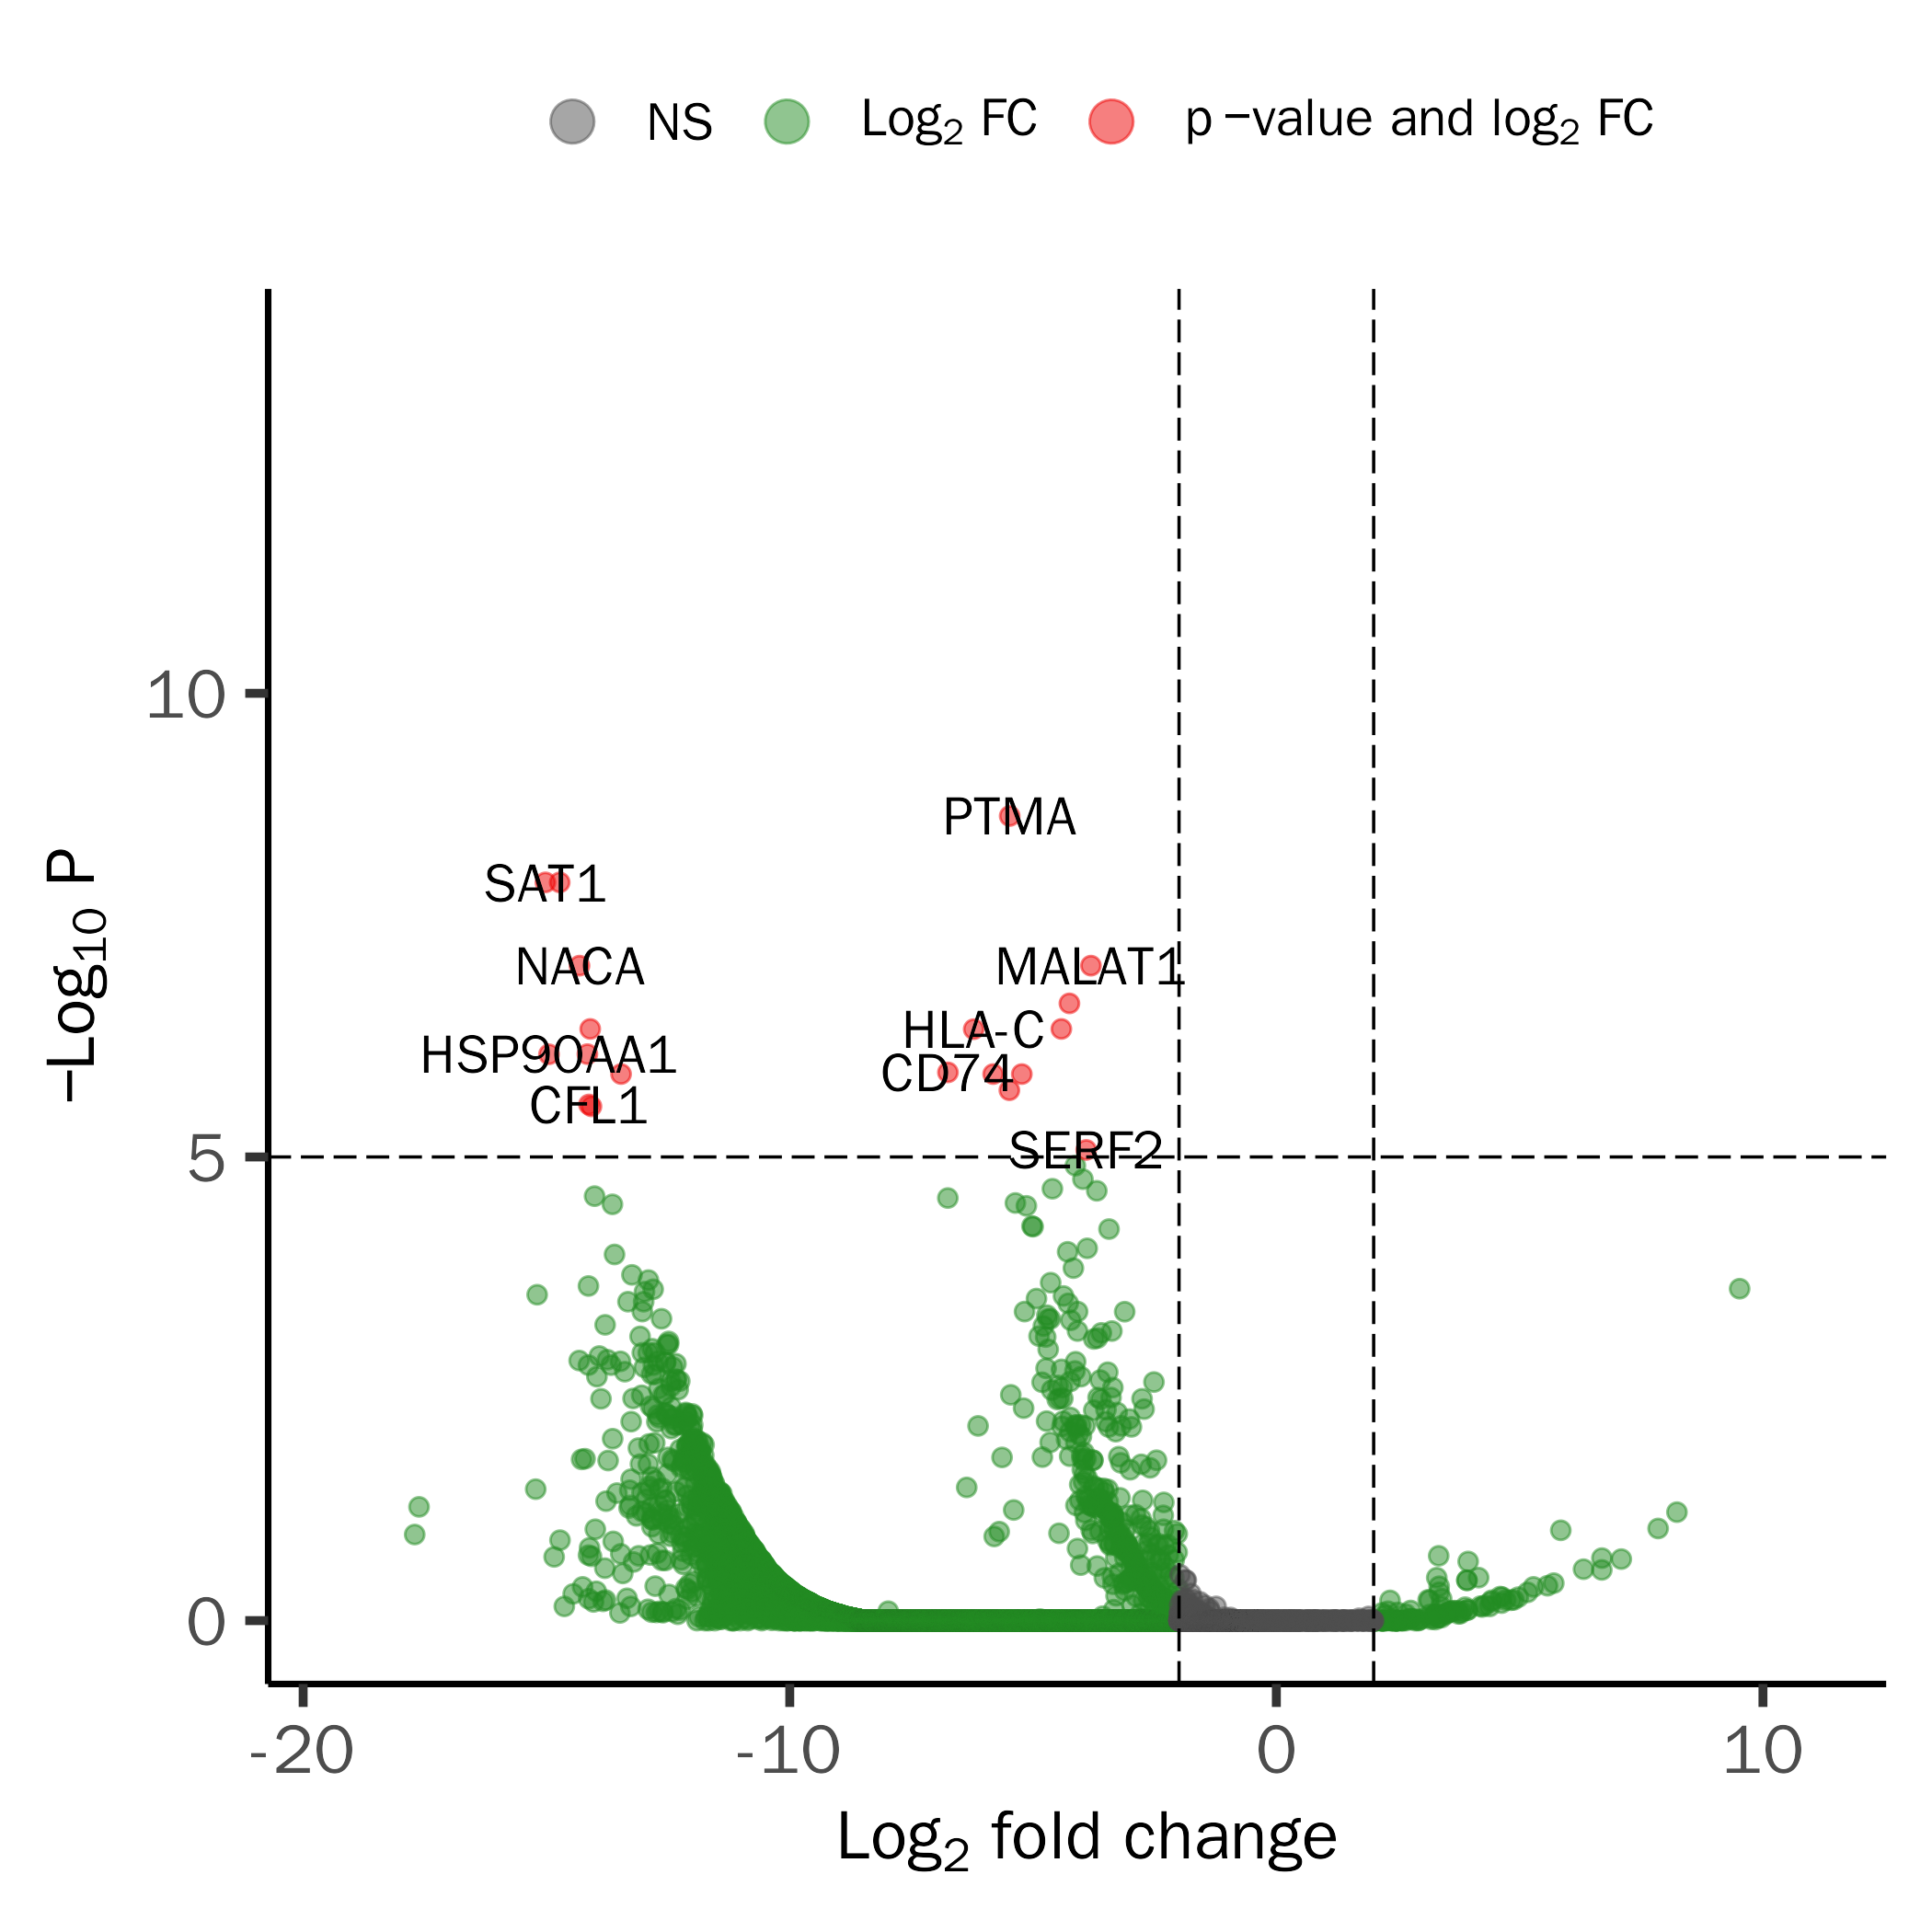 NS Log₂ FC p −value and log₂ FC
−Log₁₀ P
10
5
0
PTMA
SAT1
NACA
MALAT1
HLA-C
HSP90AA1
CD74
CFL1
SERF2
-20 -10 0 10
Log₂ fold change